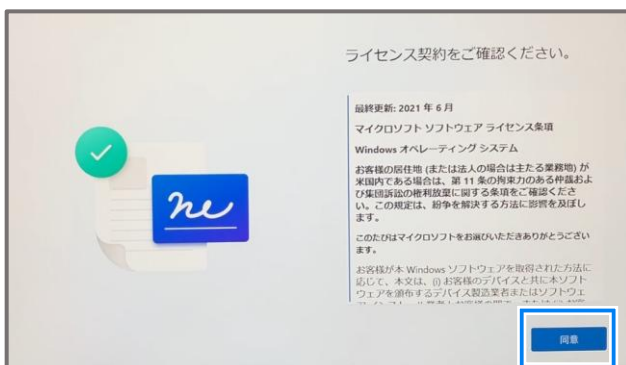 ライセンス契約をご確認ください。
最終更新: 2021 年 6 月
マイクロソフト ソフトウェア ライセンス条項
Windows オペレーティング システム
お客様の居住地 (または法人の場合は主たる業務地) が
米国内である場合は、第 11 条の拘束力のある仲裁およ
び集団訴訟の権利放棄に関する条項をご確認くださ
い。この規定は、紛争を解決する方法に影響を及ぼし
ます。
このたびはマイクロソフトをお選びいただきありがとうござい
ます。
お客様が本 Windows ソフトウェアを取得された方法に
応じて、本文は、(i) お客様のデバイスと共に本ソフト
ウェアを頒布するデバイス製造業者またはソフトウェ
同意